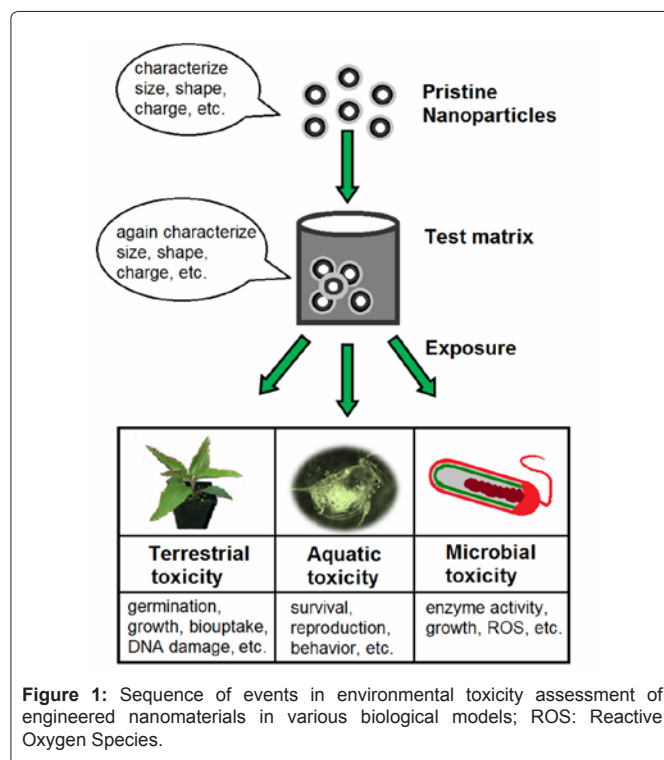 characterize
size, shape,
charge, etc.
Pristine
Nanoparticles
again characterize
size, shape,
charge, etc.
Test matrix
Exposure
Terrestrial
toxicity
Aquatic
toxicity
Microbial
toxicity
germination,
growth, biouptake,
DNA damage, etc.
survival,
reproduction,
behavior, etc.
enzyme activity,
growth, ROS, etc.
Figure 1: Sequence of events in environmental toxicity assessment of
engineered nanomaterials in various biological models; ROS: Reactive
Oxygen Species.